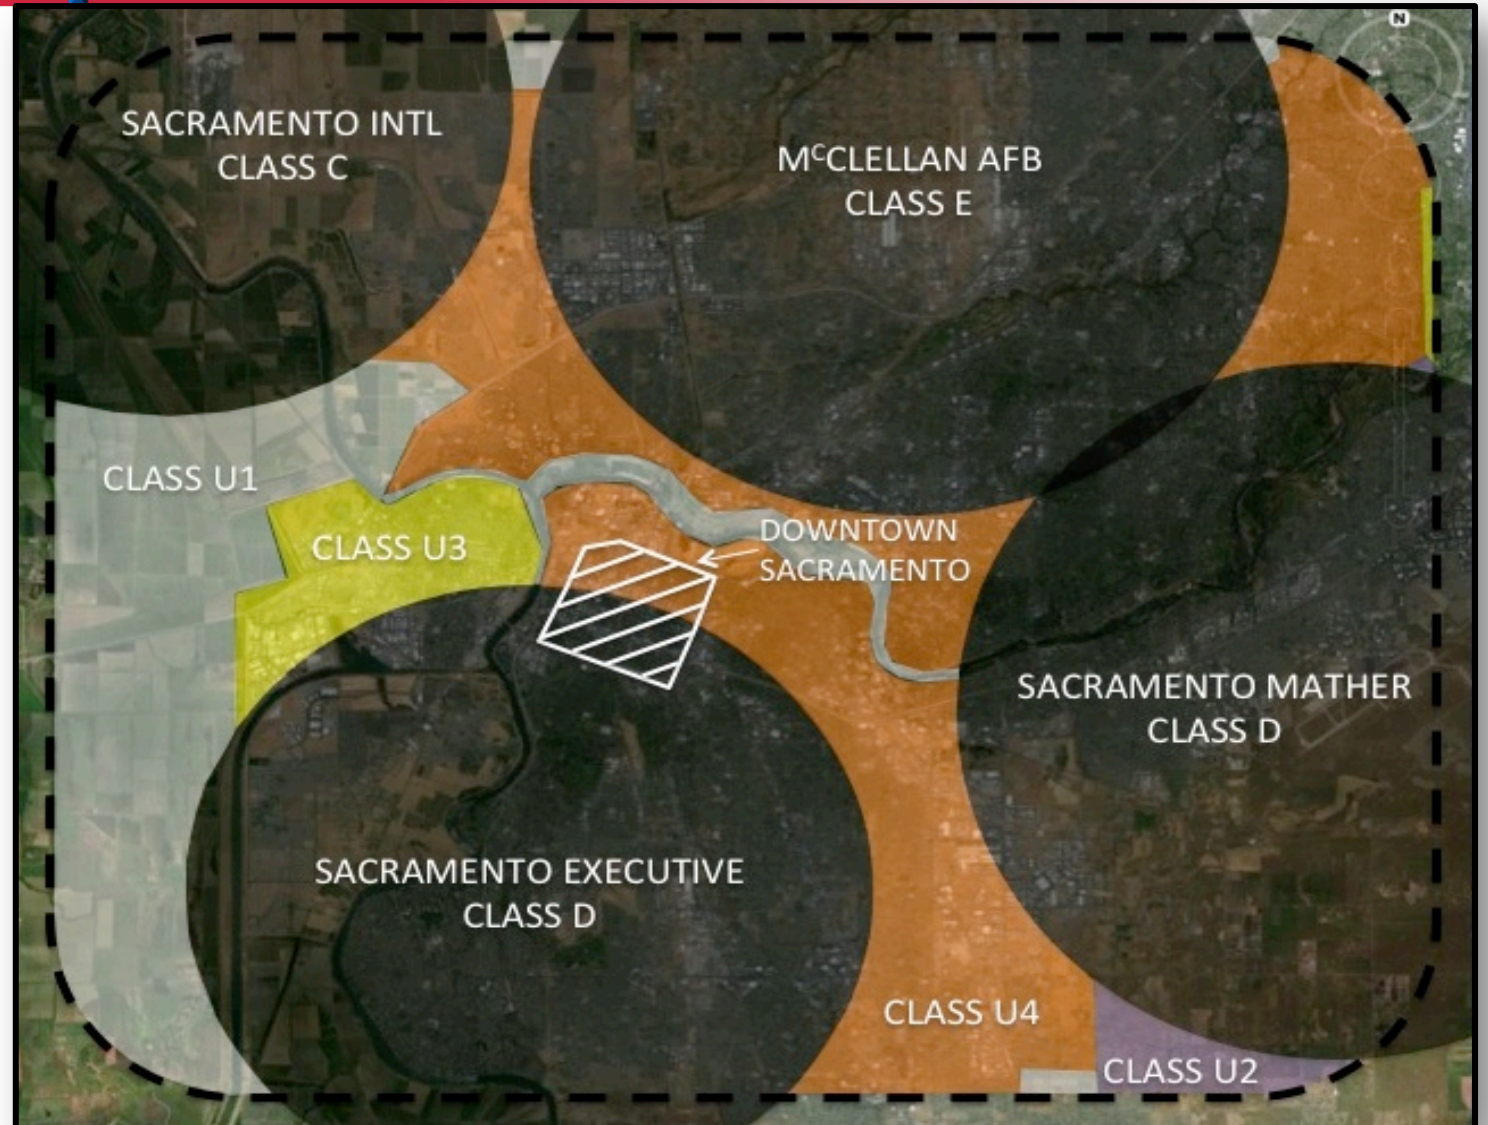 N
SACRAMENTO INTL
CLASS C
MCCLELLAN AFB
CLASS E
CLASS U1
CLASS U3
DOWNTOWN
SACRAMENTO
SACRAMENTO MATHER
CLASS D
SACRAMENTO EXECUTIVE
CLASS D
CLASS U4
CLASS U2